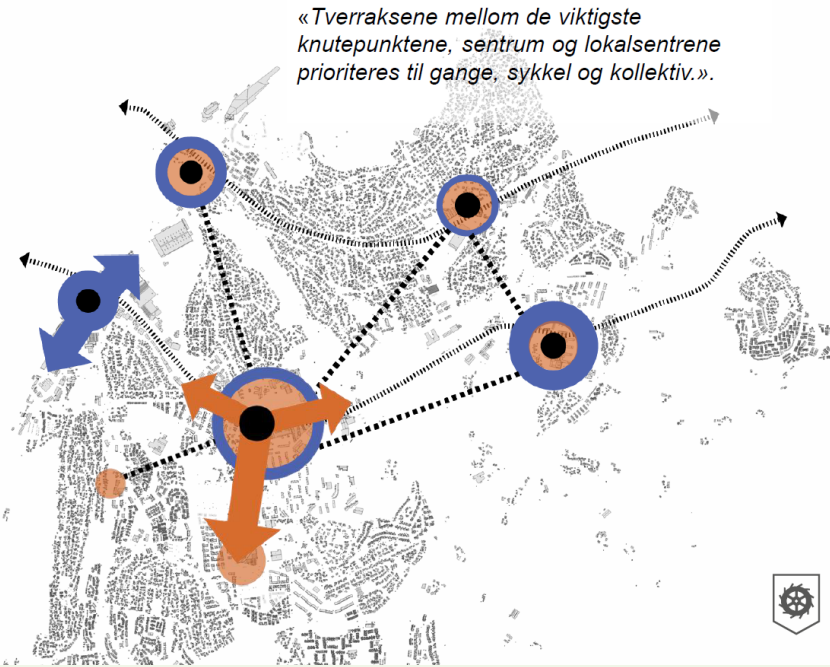 «Tverraksene mellom de viktigste
knutepunktene, sentrum og lokalsentrene
prioriteres til gange, sykkel og kollektiv.».